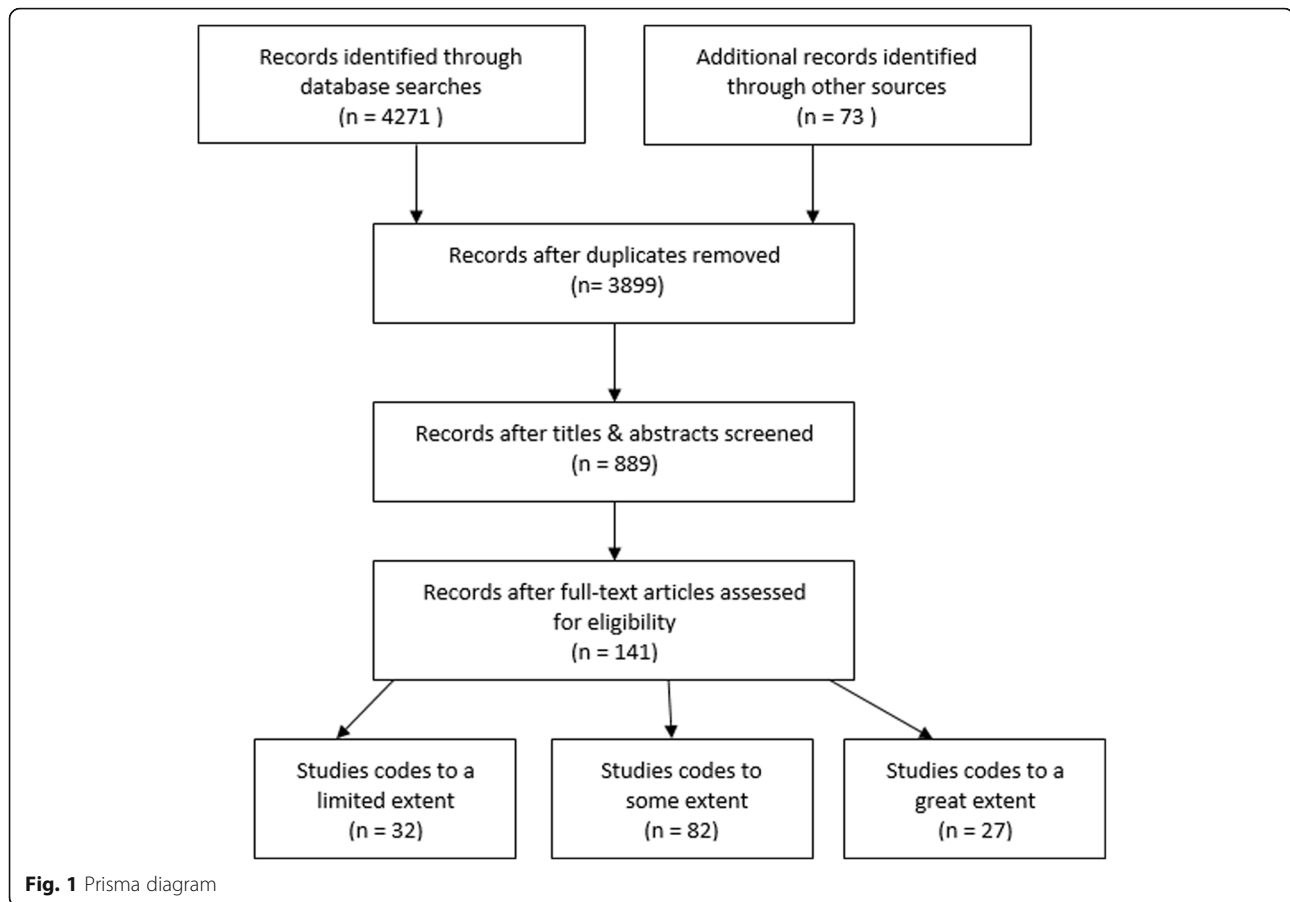 Records identified through
database searches
(n = 4271 )
Additional records identified
through other sources
(n = 73 )
Records after duplicates removed
(n= 3899)
Records after titles & abstracts screened
(n = 889)
Records after full-text articles assessed
for eligibility
(n = 141)
Studies codes to a
limited extent
(n = 32)
Studies codes to
some extent
(n = 82)
Studies codes to a
great extent
(n = 27)
Fig. 1 Prisma diagram